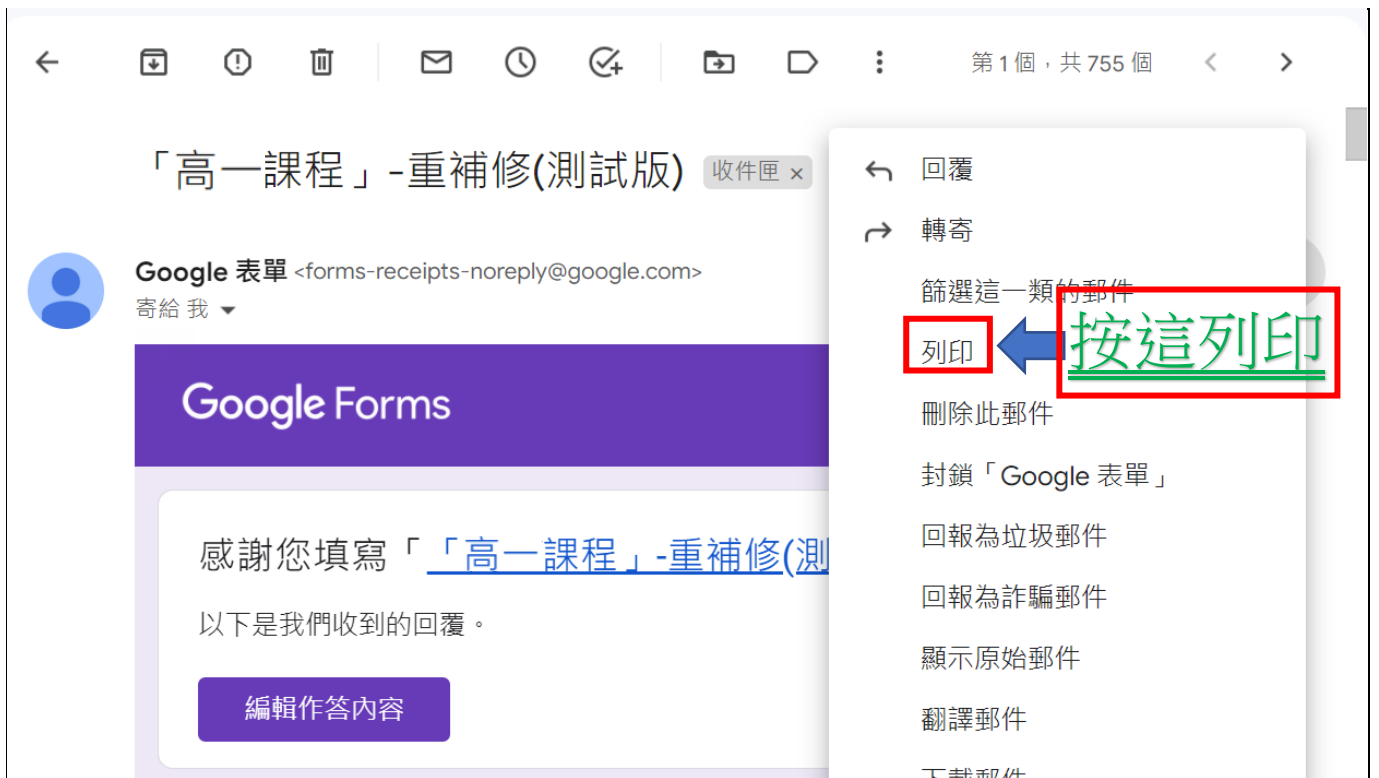 第 1 個，共 755 個
「高一課程」-重補修(測試版) 收件匣 ×
Google 表單 <forms-receipts-noreply@google.com>
寄給 我
Google Forms
感謝您填寫「「高一課程」-重補修(測
以下是我們收到的回覆。
編輯作答內容
回覆
轉寄
篩選這一類的郵件
列印
按這列印
刪除此郵件
封鎖「Google 表單」
回報為垃圾郵件
回報為詐騙郵件
顯示原始郵件
翻譯郵件
下載郵件